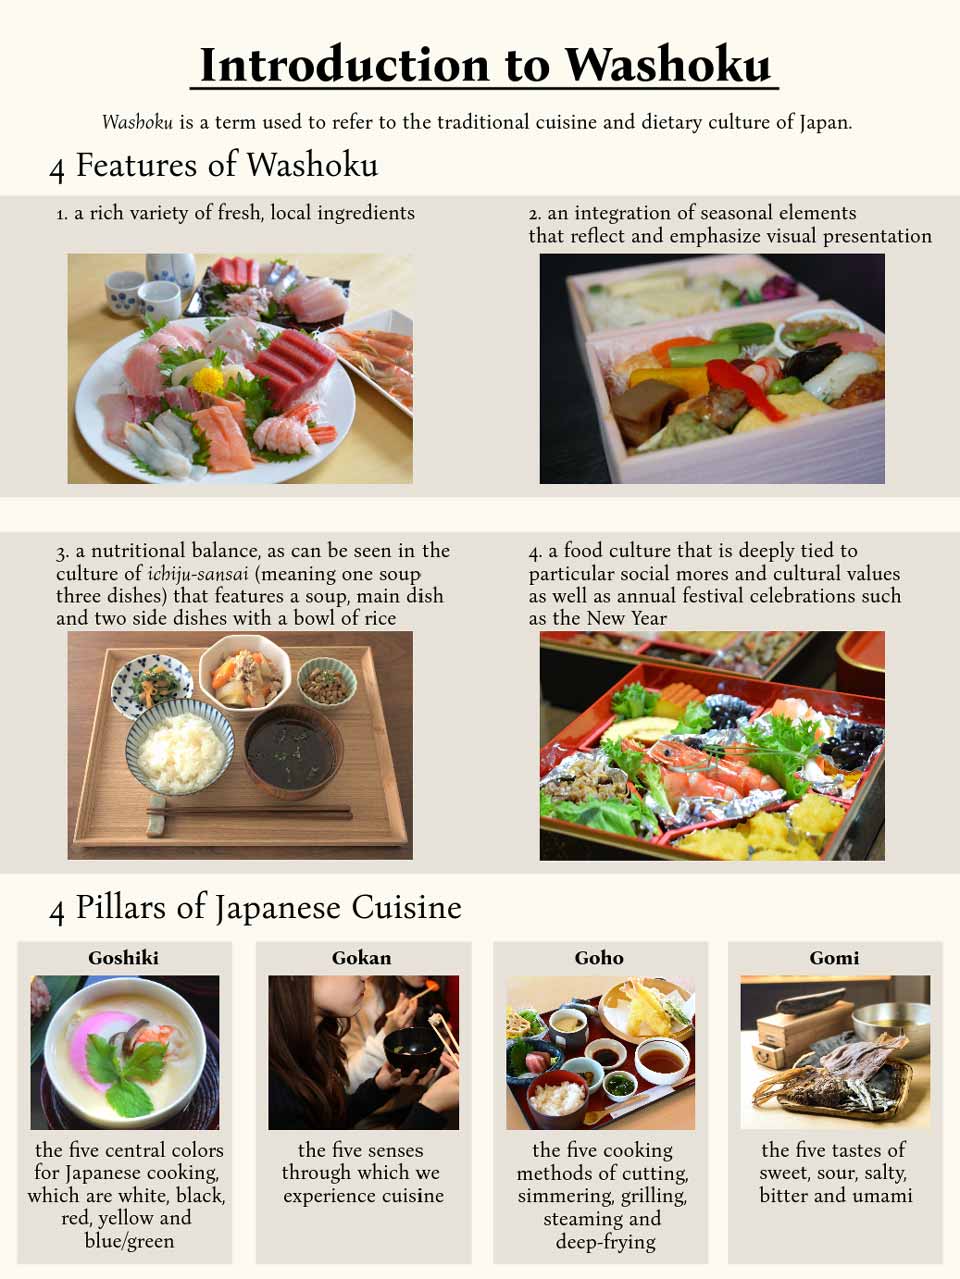 Introduction to Washoku
Washoku is a term used to refer to the traditional cuisine and dietary culture of Japan.
4 Features of Washoku
1. a rich variety of fresh, local ingredients
2. an integration of seasonal elements
that reflect and emphasize visual presentation
3. a nutritional balance, as can be seen in the
culture of ichiju-sansai (meaning one soup
three dishes) that features a soup, main dish
and two side dishes with a bowl of rice
4. a food culture that is deeply tied to
particular social mores and cultural values
as well as annual festival celebrations such
as the New Year
4 Pillars of Japanese Cuisine
Goshiki
the five central colors
for Japanese cooking,
which are white, black,
red, yellow and
blue/green
Gokan
the five senses
through which we
experience cuisine
Goho
the five cooking
methods of cutting,
simmering, grilling,
steaming and
deep-frying
Gomi
the five tastes of
sweet, sour, salty,
bitter and umami